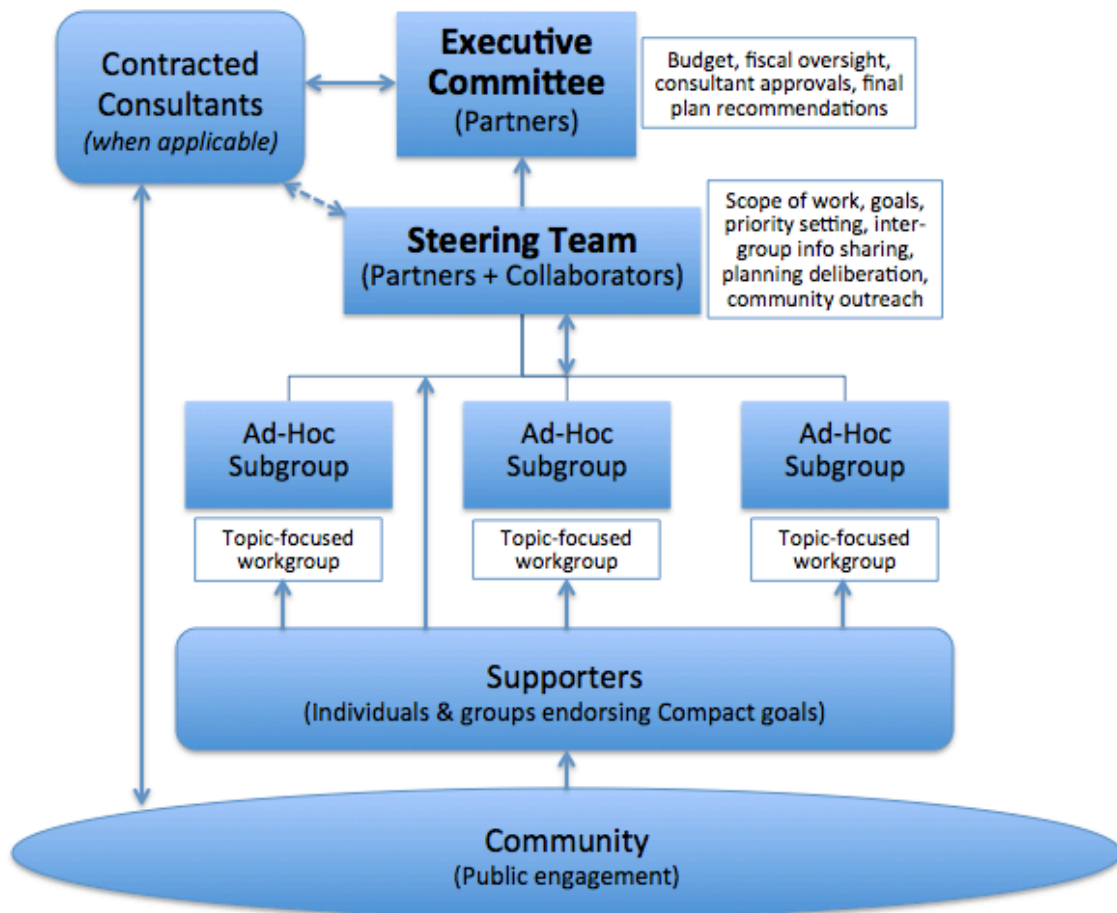 Contracted
Consultants
(when applicable)
Executive
Committee
(Partners)
Budget, fiscal oversight,
consultant approvals, final
plan recommendations
Steering Team
(Partners + Collaborators)
Scope of work, goals,
priority setting, inter-
group info sharing,
planning deliberation,
community outreach
Ad-Hoc
Subgroup
Ad-Hoc
Subgroup
Ad-Hoc
Subgroup
Topic-focused
workgroup
Topic-focused
workgroup
Topic-focused
workgroup
Supporters
(Individuals & groups endorsing Compact goals)
Community
(Public engagement)